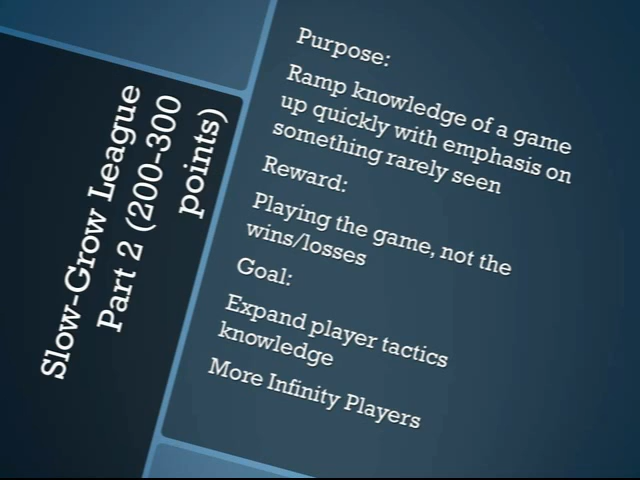 Slow-Grow League
Part 2 (200-300
points)
Purpose:
Ramp knowledge of a game
up quickly with emphasis on
something rarely seen
Reward:
Playing the game, not the
wins/losses
Goal:
Expand player tactics
knowledge
More Infinity Players